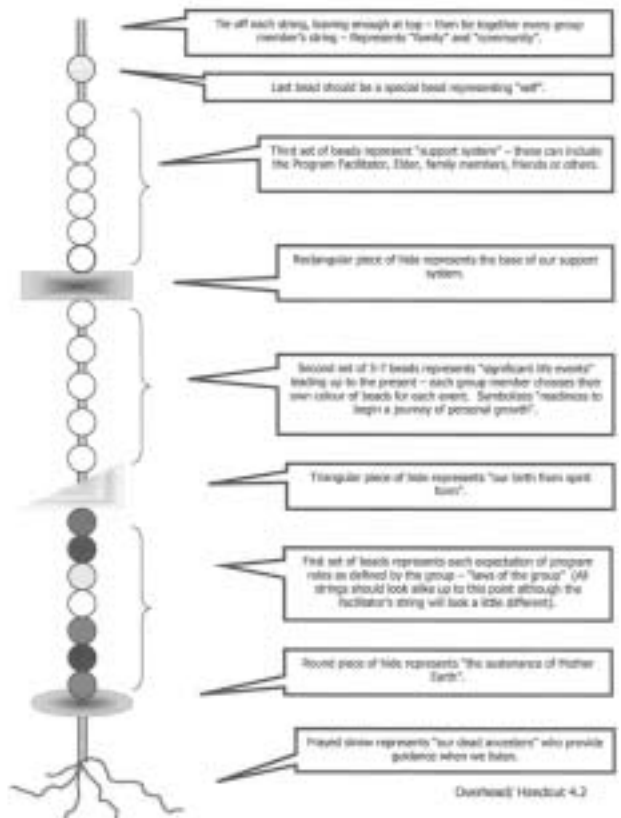 Tie off each string, leaving enough at top – then tie together every group
member's string – Represents "family" and "community".
Last bead should be a special bead representing "self".
Third set of beads represent "support system" – these can include
the Program Facilitator, Elder, family members, friends or others.
Rectangular piece of hide represents the base of our support
system.
Second set of 5-7 beads represents "significant life events"
leading up to the present – each group member chooses their
own colour of beads for each event. Symbolizes "readiness to
begin a journey of personal growth".
Triangular piece of hide represents "our birth from spirit
form".
First set of beads represents each expectation of program
rules as defined by the group – "laws of the group" (All
strings should look alike up to this point although the
facilitator's string will look a little different).
Round piece of hide represents "the sustenance of Mother
Earth".
Frayed sinew represents "our dead ancestors" who provide
guidance when we listen.
Overhead/ Handout 4.2